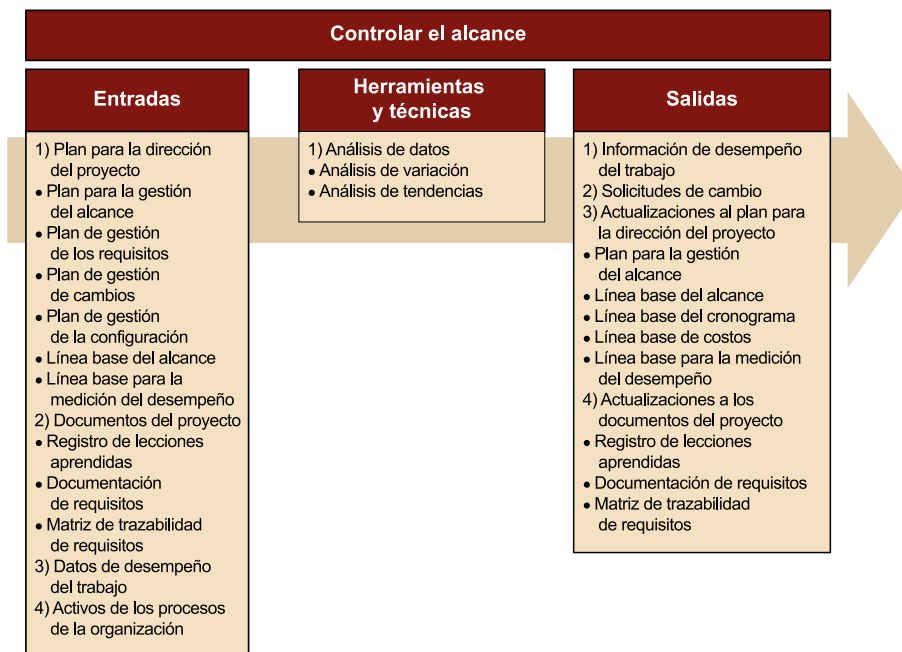 Controlar el alcance
Entradas
1) Plan para la dirección
del proyecto
• Plan para la gestión
del alcance
• Plan de gestión
de los requisitos
• Plan de gestión
de cambios
• Plan de gestión
de la configuración
• Línea base del alcance
• Línea base para la
medición del desempeño
2) Documentos del proyecto
• Registro de lecciones
aprendidas
• Documentación
de requisitos
• Matriz de trazabilidad
de requisitos
3) Datos de desempeño
del trabajo
4) Activos de los procesos
de la organización
Herramientas
y técnicas
1) Análisis de datos
• Análisis de variación
• Análisis de tendencias
Salidas
1) Información de desempeño
del trabajo
2) Solicitudes de cambio
3) Actualizaciones al plan para
la dirección del proyecto
• Plan para la gestión
del alcance
• Línea base del alcance
• Línea base del cronograma
• Línea base de costos
• Línea base para la medición
del desempeño
4) Actualizaciones a los
documentos del proyecto
• Registro de lecciones
aprendidas
• Documentación de requisitos
• Matriz de trazabilidad
de requisitos